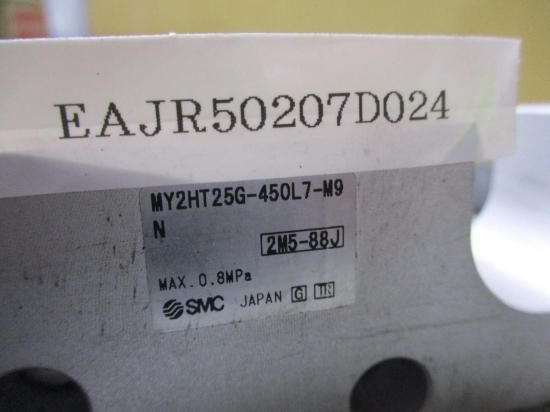 EAJR50207D024
MY2HT25G-450L7-M9
N
2M5-88J
MAX. 0.8MPa
SMC JAPAN G TR